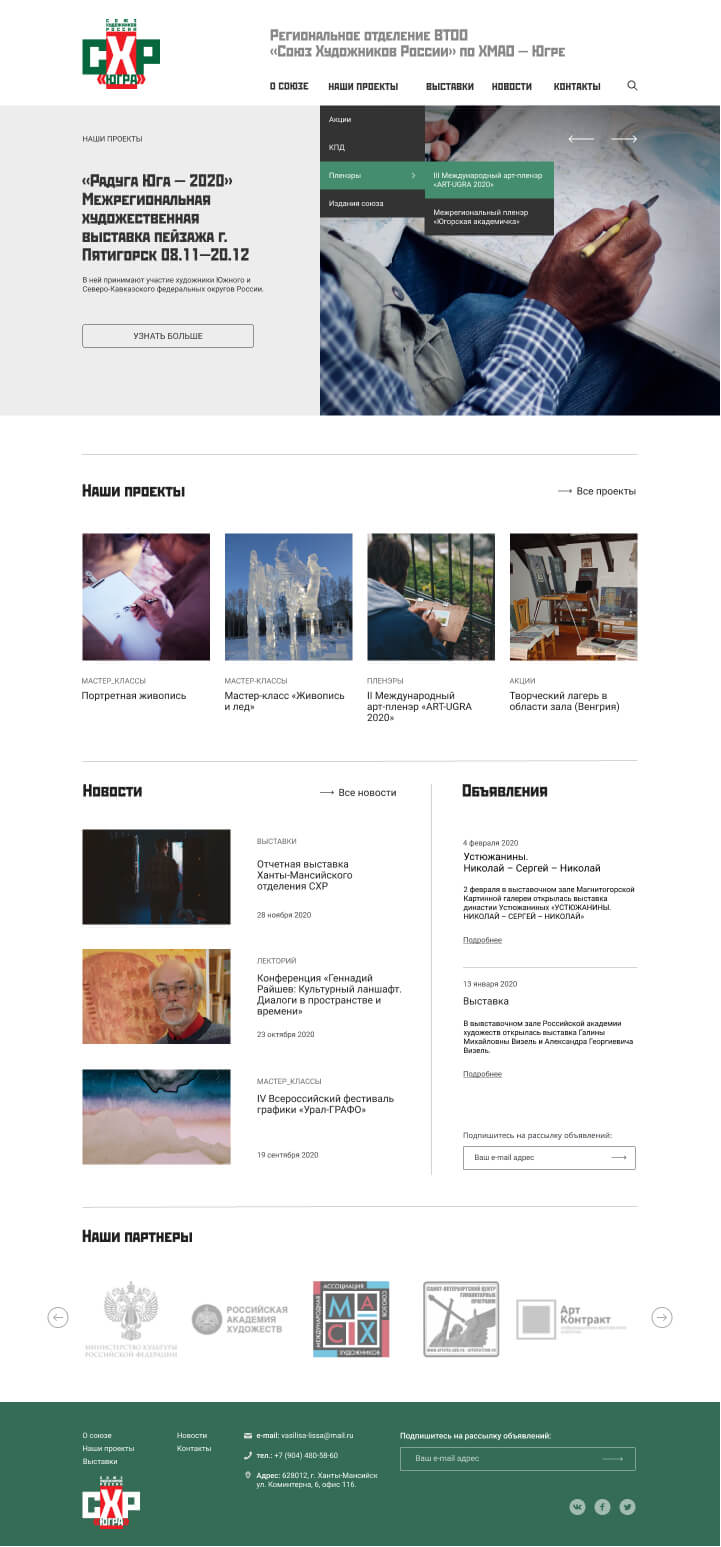 СОЮЗ
ХУДОЖНИКОВ
РОССИИ
СХР
«ЮГРА»
Региональное отделение ВТОО
«Союз Художников России» по ХМАО — Югре
О СОЮЗЕ НАШИ ПРОЕКТЫ ВЫСТАВКИ НОВОСТИ КОНТАКТЫ
Акции
КПД
Пленэры
Издания союза
III Международный арт-пленэр
«ART-UGRA 2020»
Межрегиональный пленэр
«Югорская академичка»
НАШИ ПРОЕКТЫ
«Радуга Юга — 2020»
Межрегиональная
художественная
выставка пейзажа г.
Пятигорск 08.11—20.12
В ней принимают участие художники Южного и
Северо-Кавказского федеральных округов России.
УЗНАТЬ БОЛЬШЕ
Наши проекты
Все проекты
МАСТЕР_КЛАССЫ
Портретная живопись
МАСТЕР-КЛАССЫ
Мастер-класс «Живопись
и лед»
ПЛЕНЭРЫ
II Международный
арт-пленэр «ART-UGRA
2020»
АКЦИИ
Творческий лагерь в
области зала (Венгрия)
Новости
Все новости
ВЫСТАВКИ
Отчетная выставка
Ханты-Мансийского
отделения СХР
28 ноября 2020
ЛЕКТОРИЙ
Конференция «Геннадий
Райшев: Культурный ланшафт.
Диалоги в пространстве и
времени»
23 октября 2020
МАСТЕР_КЛАССЫ
IV Всероссийский фестиваль
графики «Урал-ГРАФО»
19 сентября 2020
Объявления
4 февраля 2020
Устюжанины.
Николай – Сергей – Николай
2 февраля в выставочном зале Магнитогорской
Картинной галереи открылась выставка
династии Устюжаниных «УСТЮЖАНИНЫ.
НИКОЛАЙ – СЕРГЕЙ – НИКОЛАЙ»
Подробнее
13 января 2020
Выставка
В вывставочном зале Российской академии
художеств открылась выставка Галины
Михайловны Визель и Александра Георгиевича
Визель.
Подробнее
Подпишитесь на рассылку объявлений:
Ваш e-mail адрес
Наши партнеры
МИНИСТЕРСТВО КУЛЬТУРЫ
РОССИЙСКОЙ ФЕДЕРАЦИИ
РОССИЙСКАЯ
АКАДЕМИЯ
ХУДОЖЕСТВ
АССОЦИАЦИЯ
МЕЖДУНАРОДНАЯ
СОЮЗОВ
МАСХ
ХУДОЖНИКОВ
САНКТ-ПЕТЕРБУРГСКИЙ ЦЕНТР
ГУМАНИТАРНЫХ
ПРОГРАММ
Арт
Контракт
О союзе
Наши проекты
Выставки
Новости
Контакты
СОЮЗ
ХУДОЖНИКОВ
РОССИИ
СХР
«ЮГРА»
e-mail: vasilisa-lissa@mail.ru
тел.: +7 (904) 480-58-60
Адрес: 628012, г. Ханты-Мансийск
ул. Коминтерна, 6, офис 116.
Подпишитесь на рассылку объявлений:
Ваш e-mail адрес